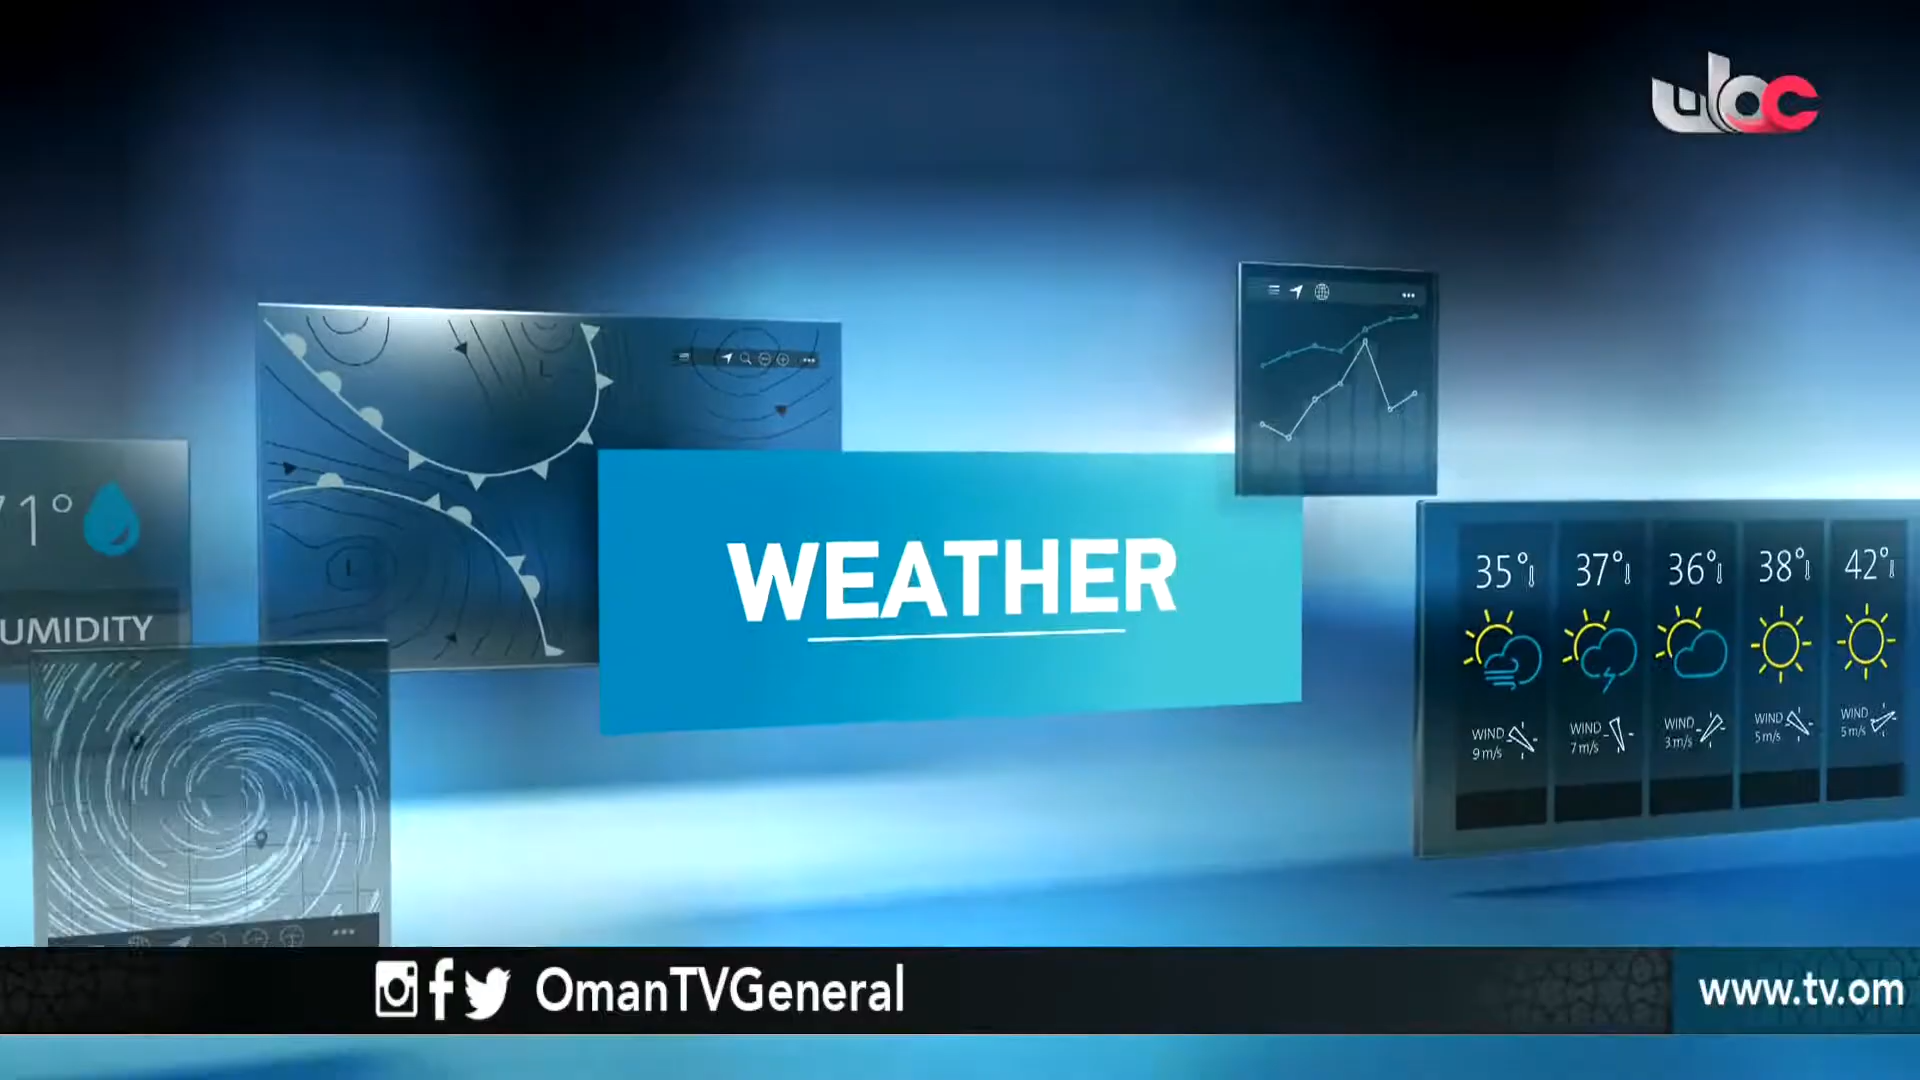 عمان
L
71°
UMIDITY
L
WEATHER
35° 37° 36° 38° 42°
WIND WIND WIND WIND WIND
9 m/s 7 m/s 3 m/s 5 m/s 5 m/s
OmanTVGeneral
www.tv.om